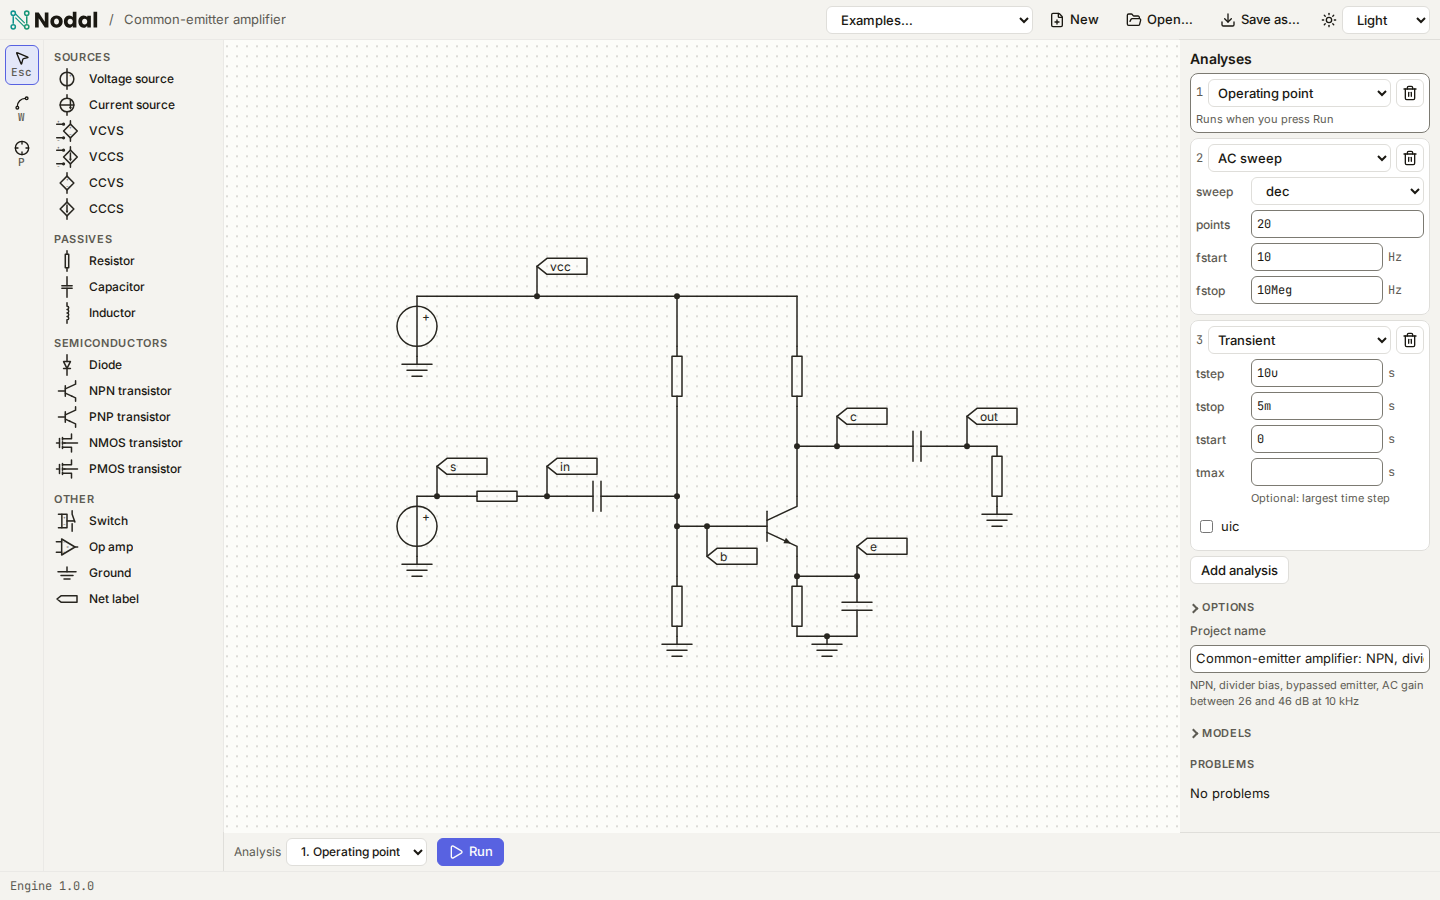 Nodal / Common-emitter amplifier Examples... New Open... Save as... Light
Esc
W
P
SOURCES
Voltage source
Current source
VCVS
VCCS
CCVS
CCCS
PASSIVES
Resistor
Capacitor
Inductor
SEMICONDUCTORS
Diode
NPN transistor
PNP transistor
NMOS transistor
PMOS transistor
OTHER
Switch
Op amp
Ground
Net label
vcc
+
c
out
s
in
+
b
e
Analyses
1 Operating point
Runs when you press Run
2 AC sweep
sweep dec
points 20
fstart 10 Hz
fstop 10Meg Hz
3 Transient
tstep 10u s
tstop 5m s
tstart 0 s
tmax s
Optional: largest time step
uic
Add analysis
OPTIONS
Project name
Common-emitter amplifier: NPN, divi
NPN, divider bias, bypassed emitter, AC gain
between 26 and 46 dB at 10 kHz
MODELS
PROBLEMS
No problems
Analysis 1. Operating point Run
Engine 1.0.0